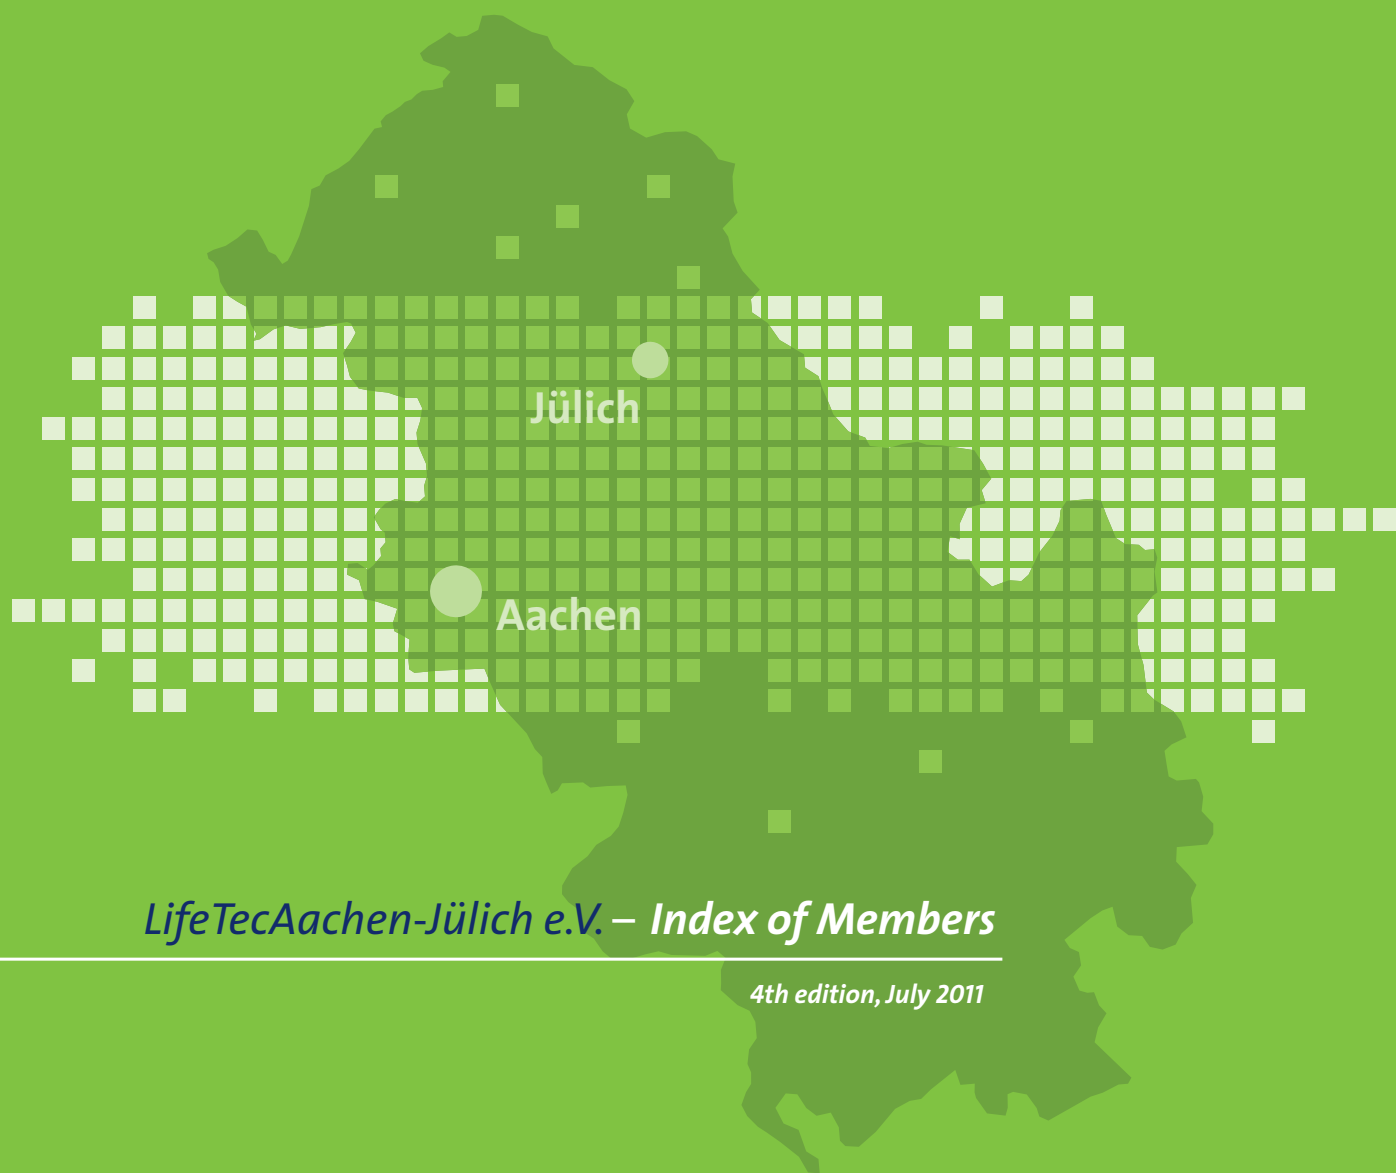 Jülich
Aachen
LifeTecAachen-Jülich e.V. – Index of Members
4th edition, July 2011